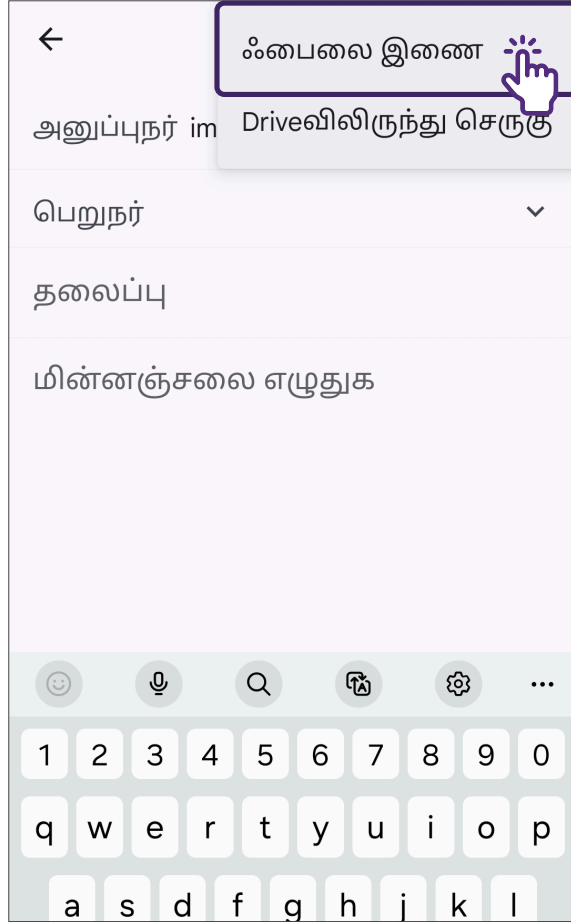 ஃபைலை இணை
Driveவிலிருந்து செருகு
அனுப்புநர் im
பெறுநர்
தலைப்பு
மின்னஞ்சலை எழுதுக
1 2 3 4 5 6 7 8 9 0
q w e r t y u i o p
a s d f g h j k l